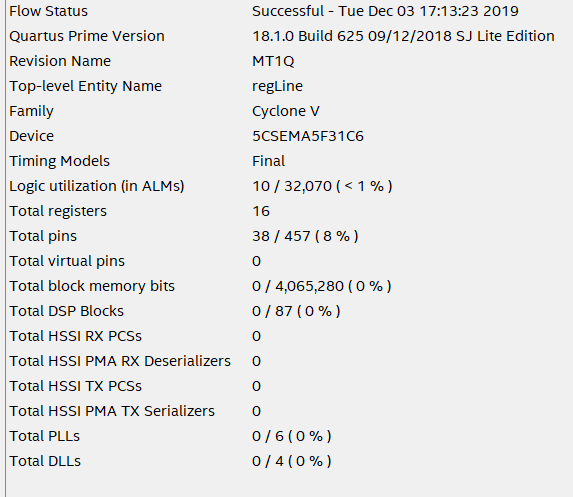 Flow Status Successful - Tue Dec 03 17:13:23 2019
Quartus Prime Version 18.1.0 Build 625 09/12/2018 SJ Lite Edition
Revision Name MT1Q
Top-level Entity Name regLine
Family Cyclone V
Device 5CSEMA5F31C6
Timing Models Final
Logic utilization (in ALMs) 10 / 32,070 ( < 1 % )
Total registers 16
Total pins 38 / 457 ( 8 % )
Total virtual pins 0
Total block memory bits 0 / 4,065,280 ( 0 % )
Total DSP Blocks 0 / 87 ( 0 % )
Total HSSI RX PCSs 0
Total HSSI PMA RX Deserializers 0
Total HSSI TX PCSs 0
Total HSSI PMA TX Serializers 0
Total PLLs 0 / 6 ( 0 % )
Total DLLs 0 / 4 ( 0 % )